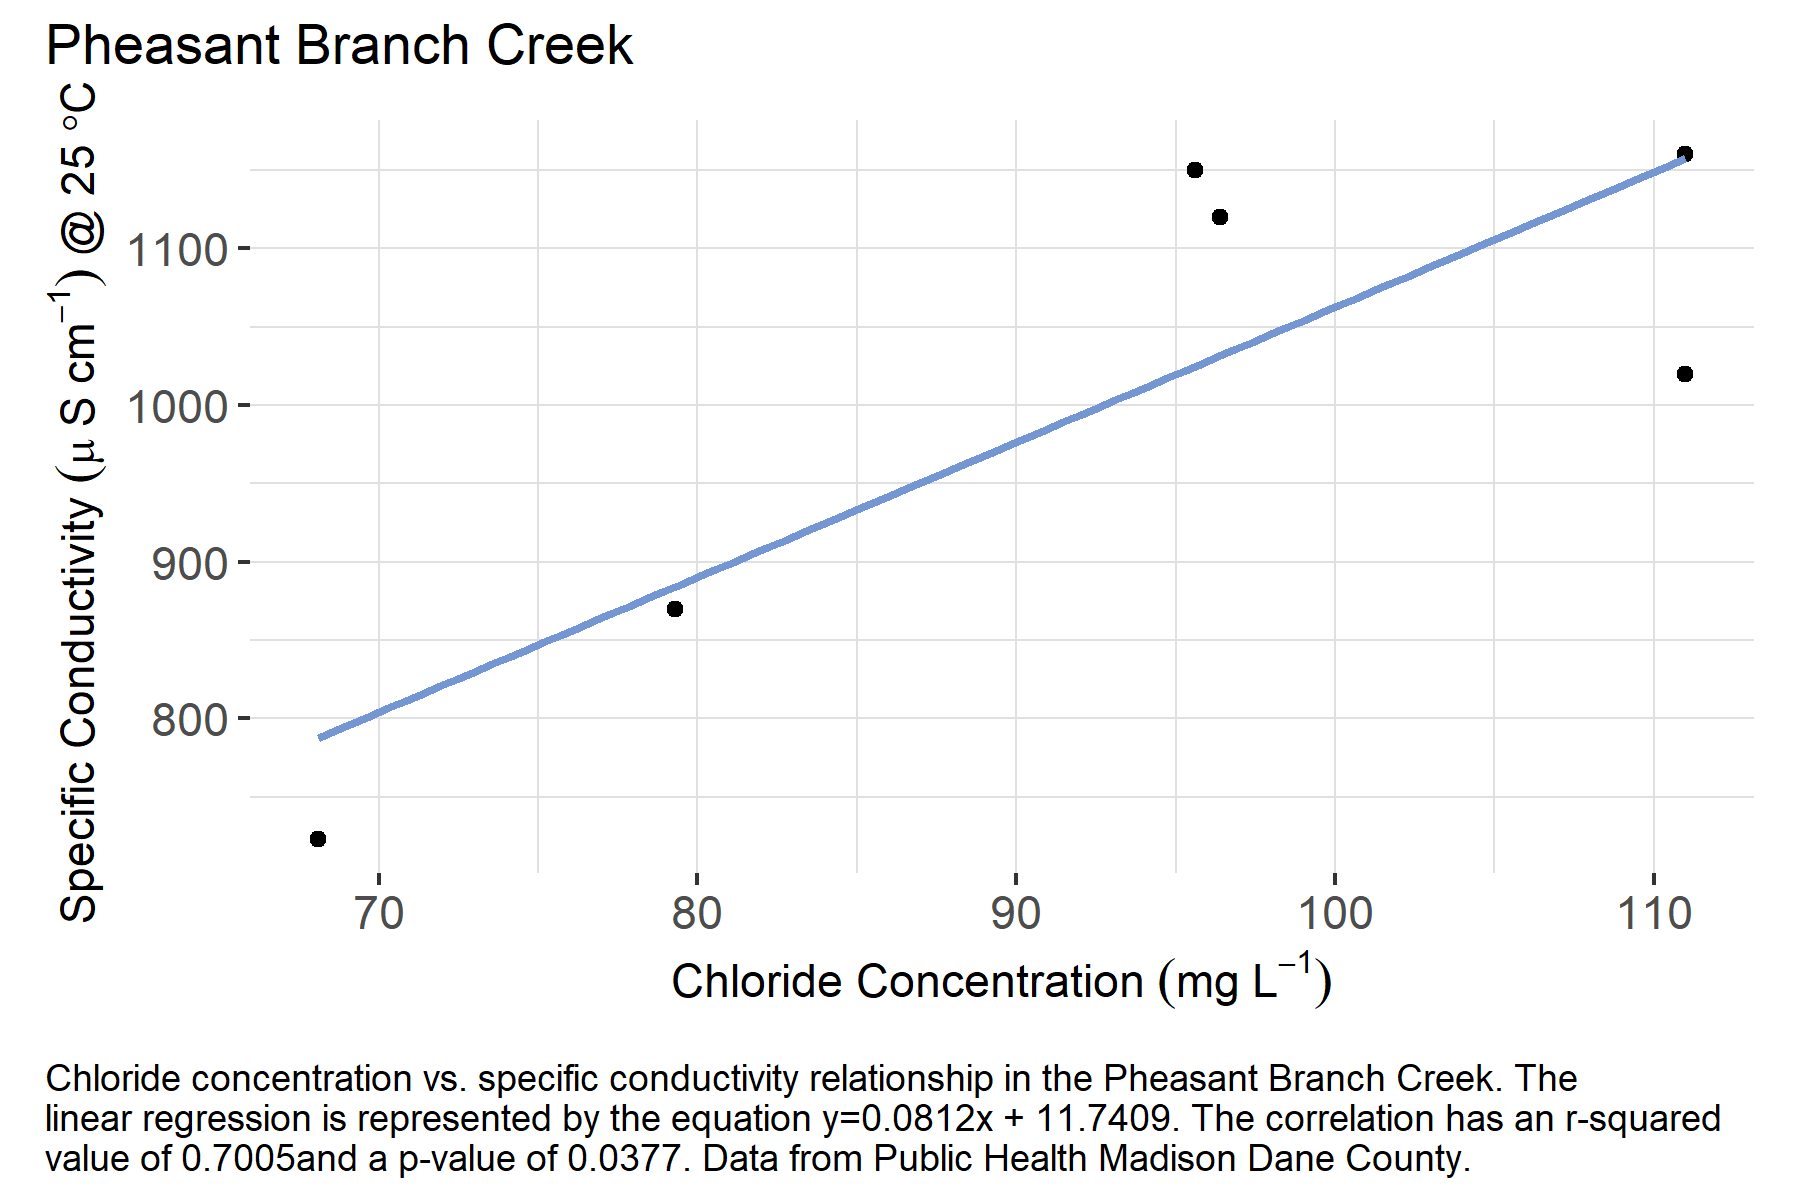 Pheasant Branch Creek
Specific Conductivity (μ S cm⁻¹) @ 25 °C
1100
1000
900
800
70 80 90 100 110
Chloride Concentration (mg L⁻¹)
Chloride concentration vs. specific conductivity relationship in the Pheasant Branch Creek. The
linear regression is represented by the equation y=0.0812x + 11.7409. The correlation has an r-squared
value of 0.7005and a p-value of 0.0377. Data from Public Health Madison Dane County.